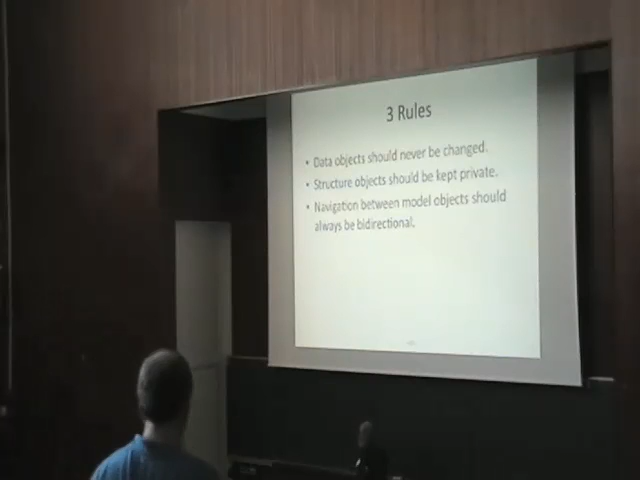 3 Rules
• Data objects should never be changed.
• Structure objects should be kept private.
• Navigation between model objects should
always be bidirectional.